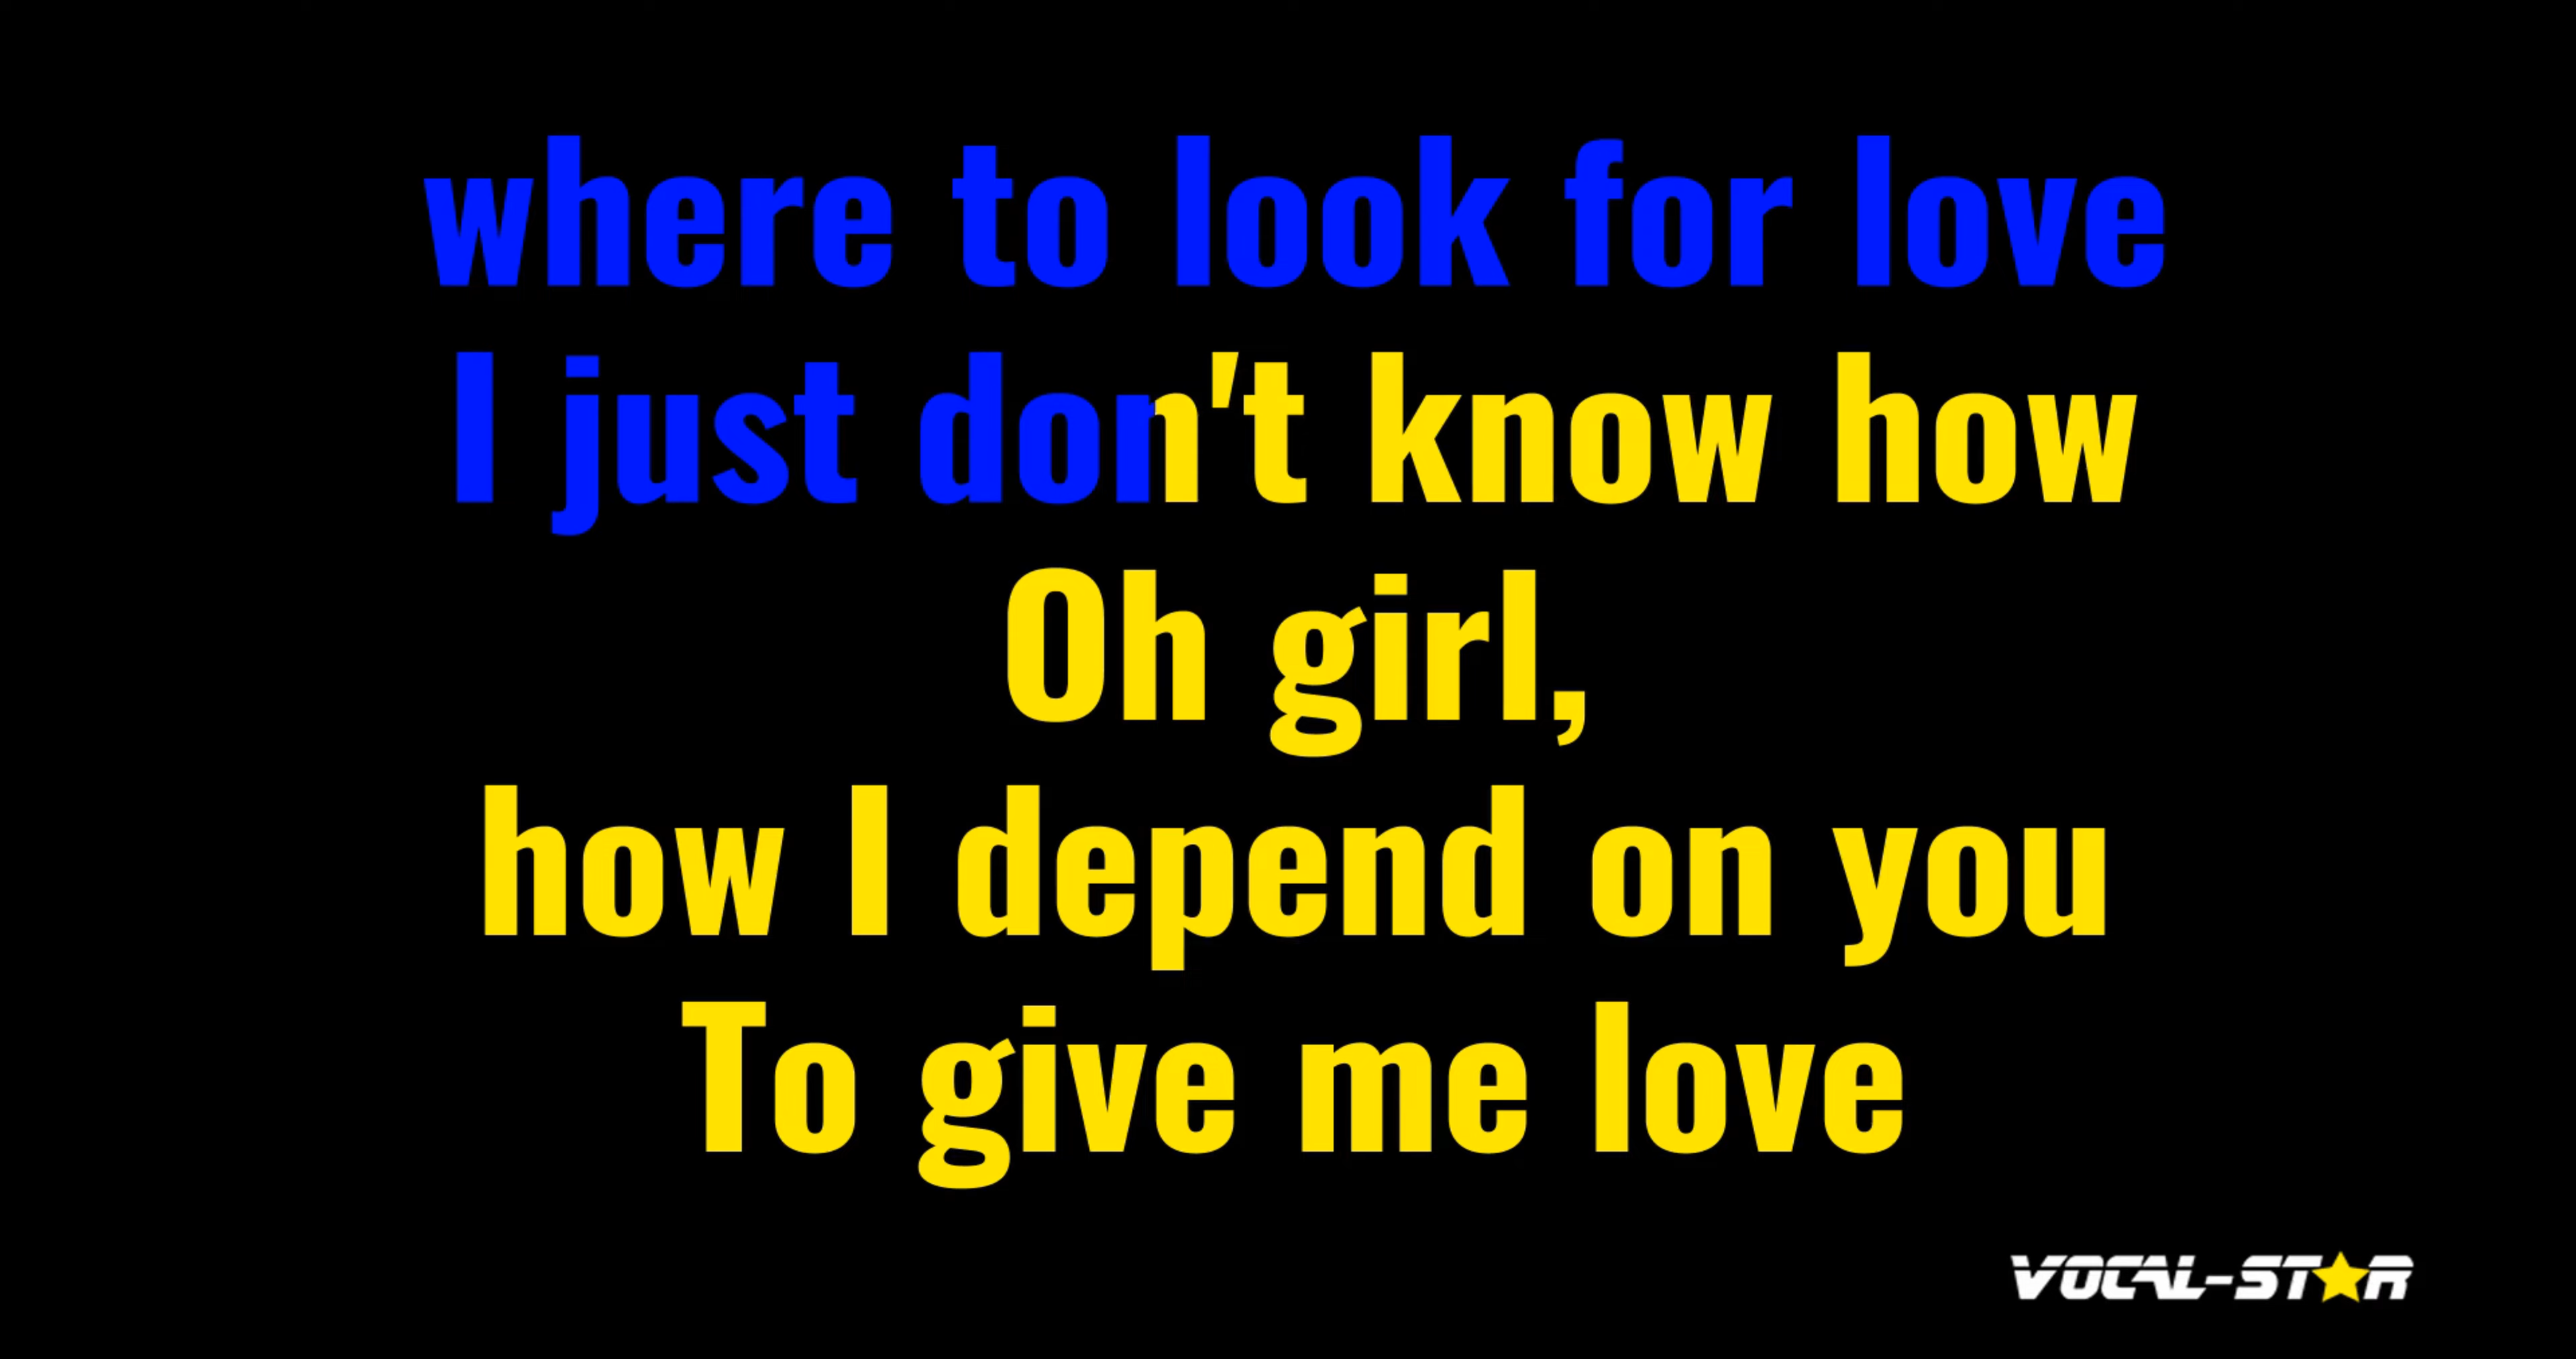 where to look for love
I just don't know how
Oh girl,
how I depend on you
To give me love
VOCAL-STAR